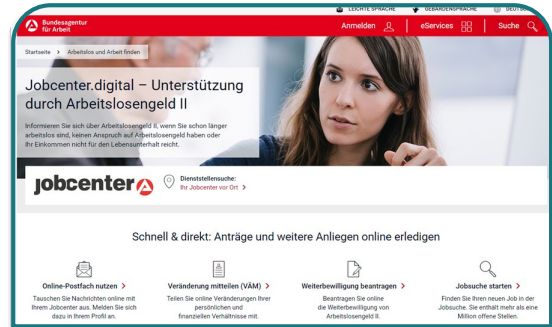 LEICHTE SPRACHE GEBÄRDENSPRACHE DEUTSCH
Bundesagentur
für Arbeit
Anmelden eServices Suche
Startseite > Arbeitslos und Arbeit finden
Jobcenter.digital – Unterstützung
durch Arbeitslosengeld II
Informieren Sie sich über Arbeitslosengeld II, wenn Sie schon länger
arbeitslos sind, keinen Anspruch auf Arbeitslosengeld haben oder
Ihr Einkommen nicht für den Lebensunterhalt reicht.
jobcenter
Dienststellensuche:
Ihr Jobcenter vor Ort >
Schnell & direkt: Anträge und weitere Anliegen online erledigen
Online-Postfach nutzen > Veränderung mitteilen (VÄM) > Weiterbewilligung beantragen > Jobsuche starten >
Tauschen Sie Nachrichten online mit Teilen Sie online Veränderungen Ihrer Beantragen Sie online Finden Sie Ihren neuen Job in der
Ihrem Jobcenter aus. Melden Sie sich persönlichen und die Weiterbewilligung von Jobsuche. Sie enthält mehr als eine
dazu in Ihrem Profil an. finanziellen Verhältnisse mit. Arbeitslosengeld II. Million offene Stellen.